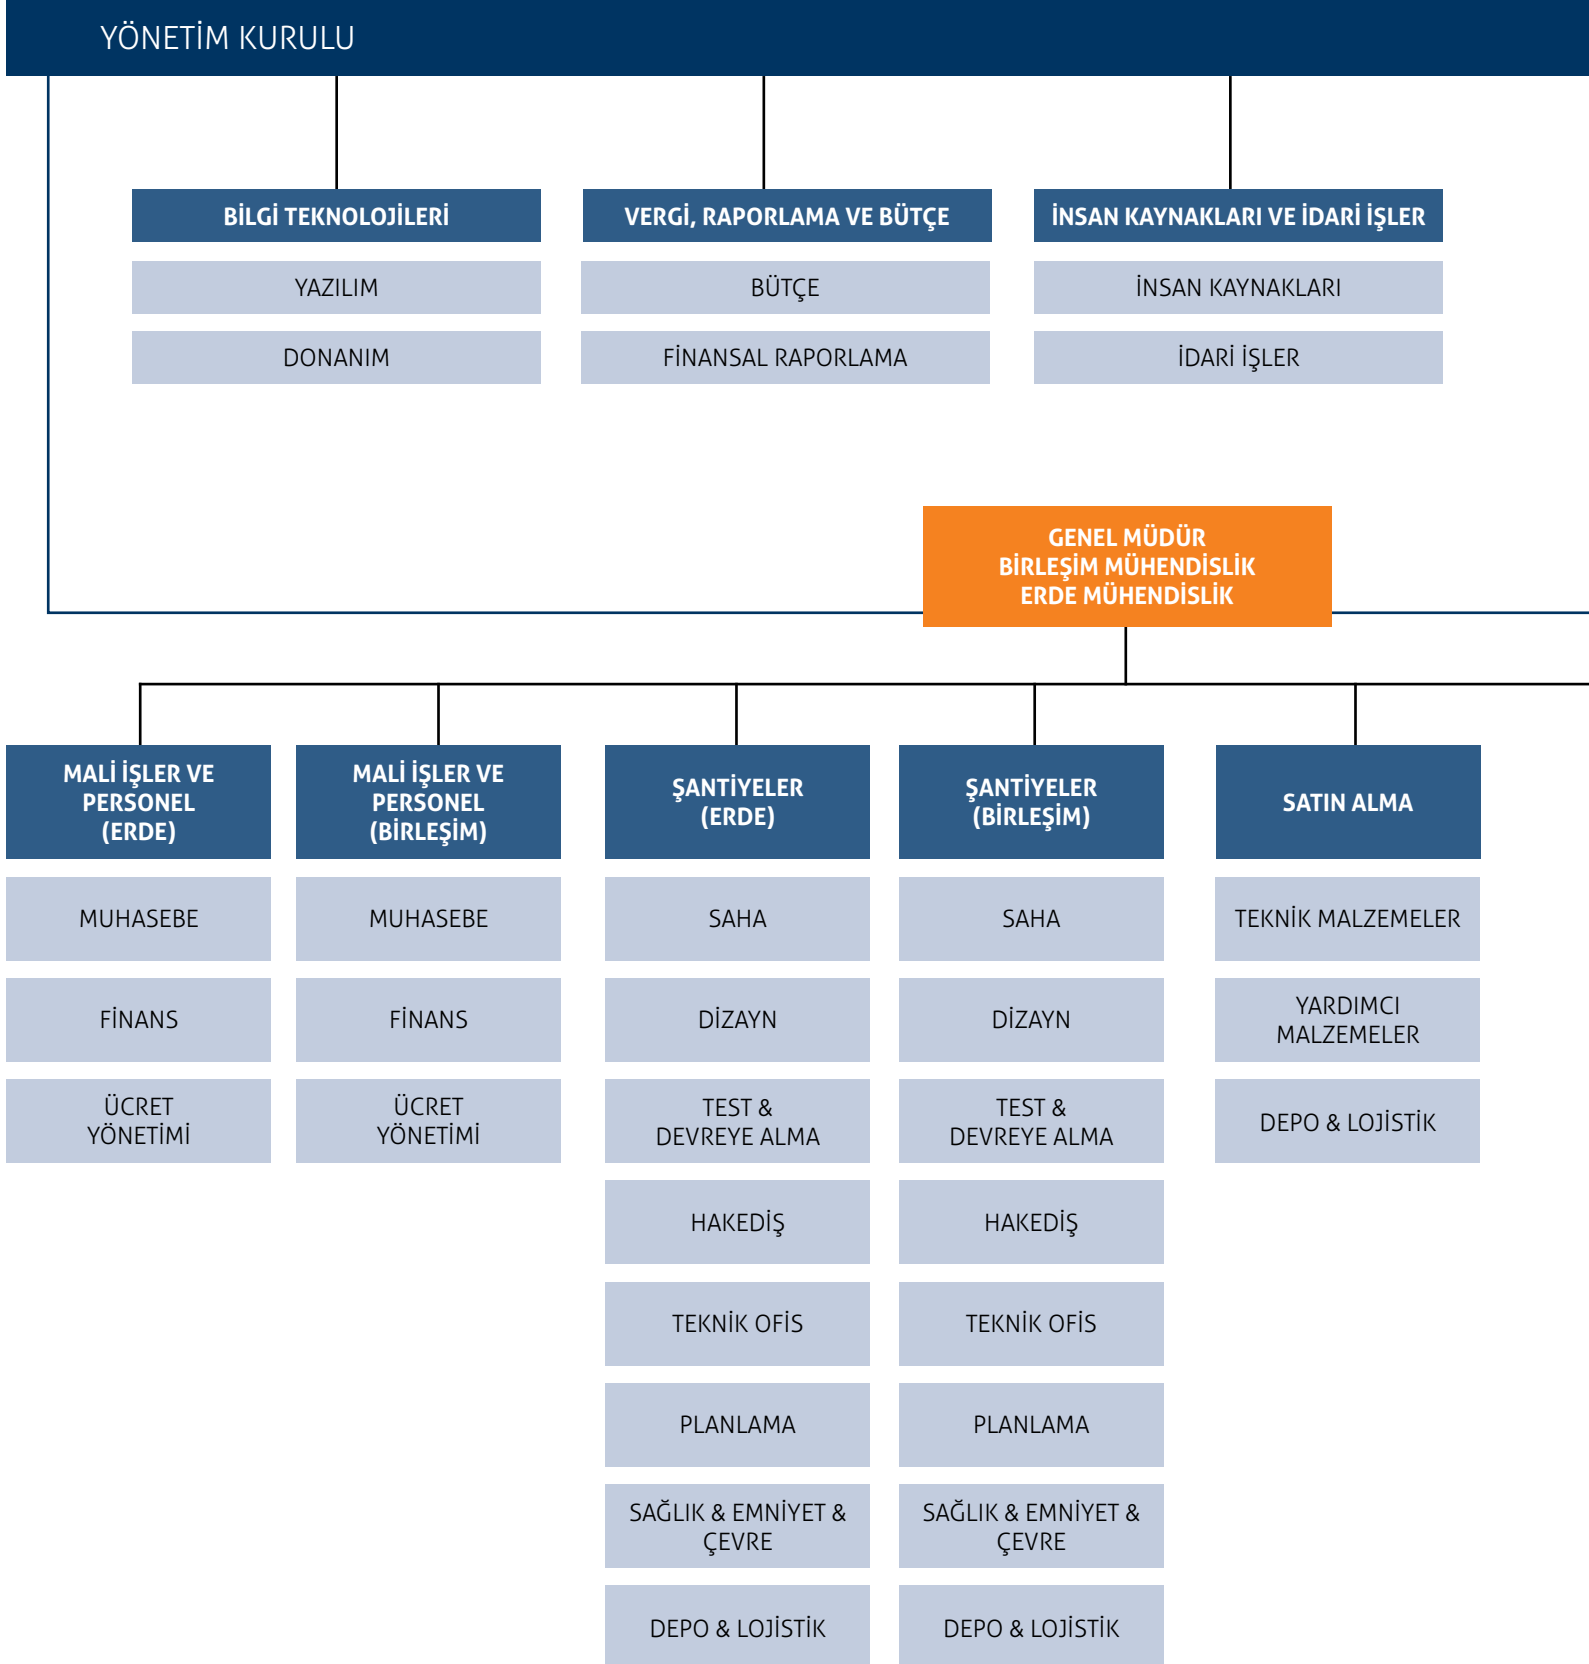 YÖNETİM KURULU
BİLGİ TEKNOLOJİLERİ
VERGİ, RAPORLAMA VE BÜTÇE
İNSAN KAYNAKLARI VE İDARİ İŞLER
YAZILIM
BÜTÇE
İNSAN KAYNAKLARI
DONANIM
FİNANSAL RAPORLAMA
İDARİ İŞLER
GENEL MÜDÜR
BİRLEŞİM MÜHENDİSLİK
ERDE MÜHENDİSLİK
MALİ İŞLER VE
PERSONEL
(ERDE)
MALİ İŞLER VE
PERSONEL
(BİRLEŞİM)
ŞANTİYELER
(ERDE)
ŞANTİYELER
(BİRLEŞİM)
SATIN ALMA
MUHASEBE
MUHASEBE
SAHA
SAHA
TEKNİK MALZEMELER
FİNANS
FİNANS
DİZAYN
DİZAYN
YARDIMCI
MALZEMELER
ÜCRET
YÖNETİMİ
ÜCRET
YÖNETİMİ
TEST &
DEVREYE ALMA
TEST &
DEVREYE ALMA
DEPO & LOJİSTİK
HAKEDİŞ
HAKEDİŞ
TEKNİK OFİS
TEKNİK OFİS
PLANLAMA
PLANLAMA
SAĞLIK & EMNİYET &
ÇEVRE
SAĞLIK & EMNİYET &
ÇEVRE
DEPO & LOJİSTİK
DEPO & LOJİSTİK